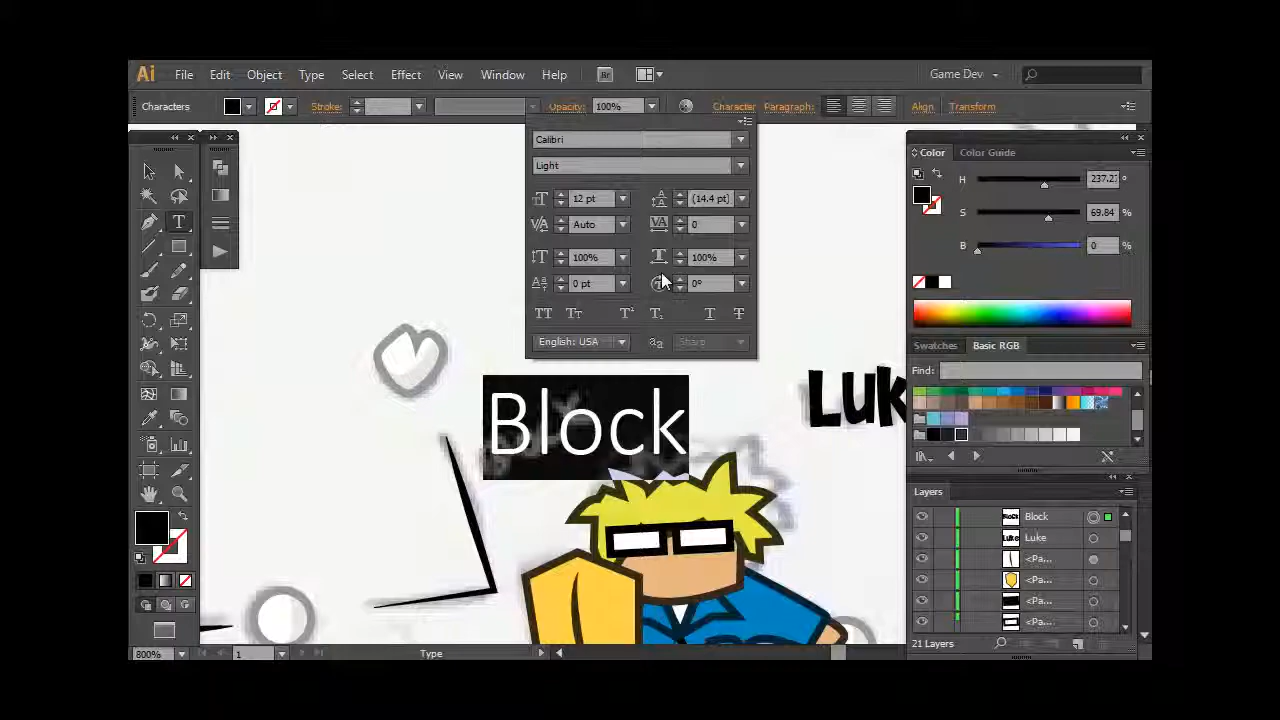 Ai File Edit Object Type Select Effect View Window Help Br Game Dev
Characters Stroke: Opacity: 100% Character Paragraph: Align Transform
Calibri
Light
12 pt (14.4 pt)
Auto 0
100% 100%
0 pt 0°
English: USA Sharp
Color Color Guide
H 237.2 °
S 69.84 %
B 0 %
Swatches Basic RGB
Find:
Block
Luk
Layers
Block
Luke
<Pa...
<Pa...
<Pa...
<Pa...
21 Layers
800% 1 Type